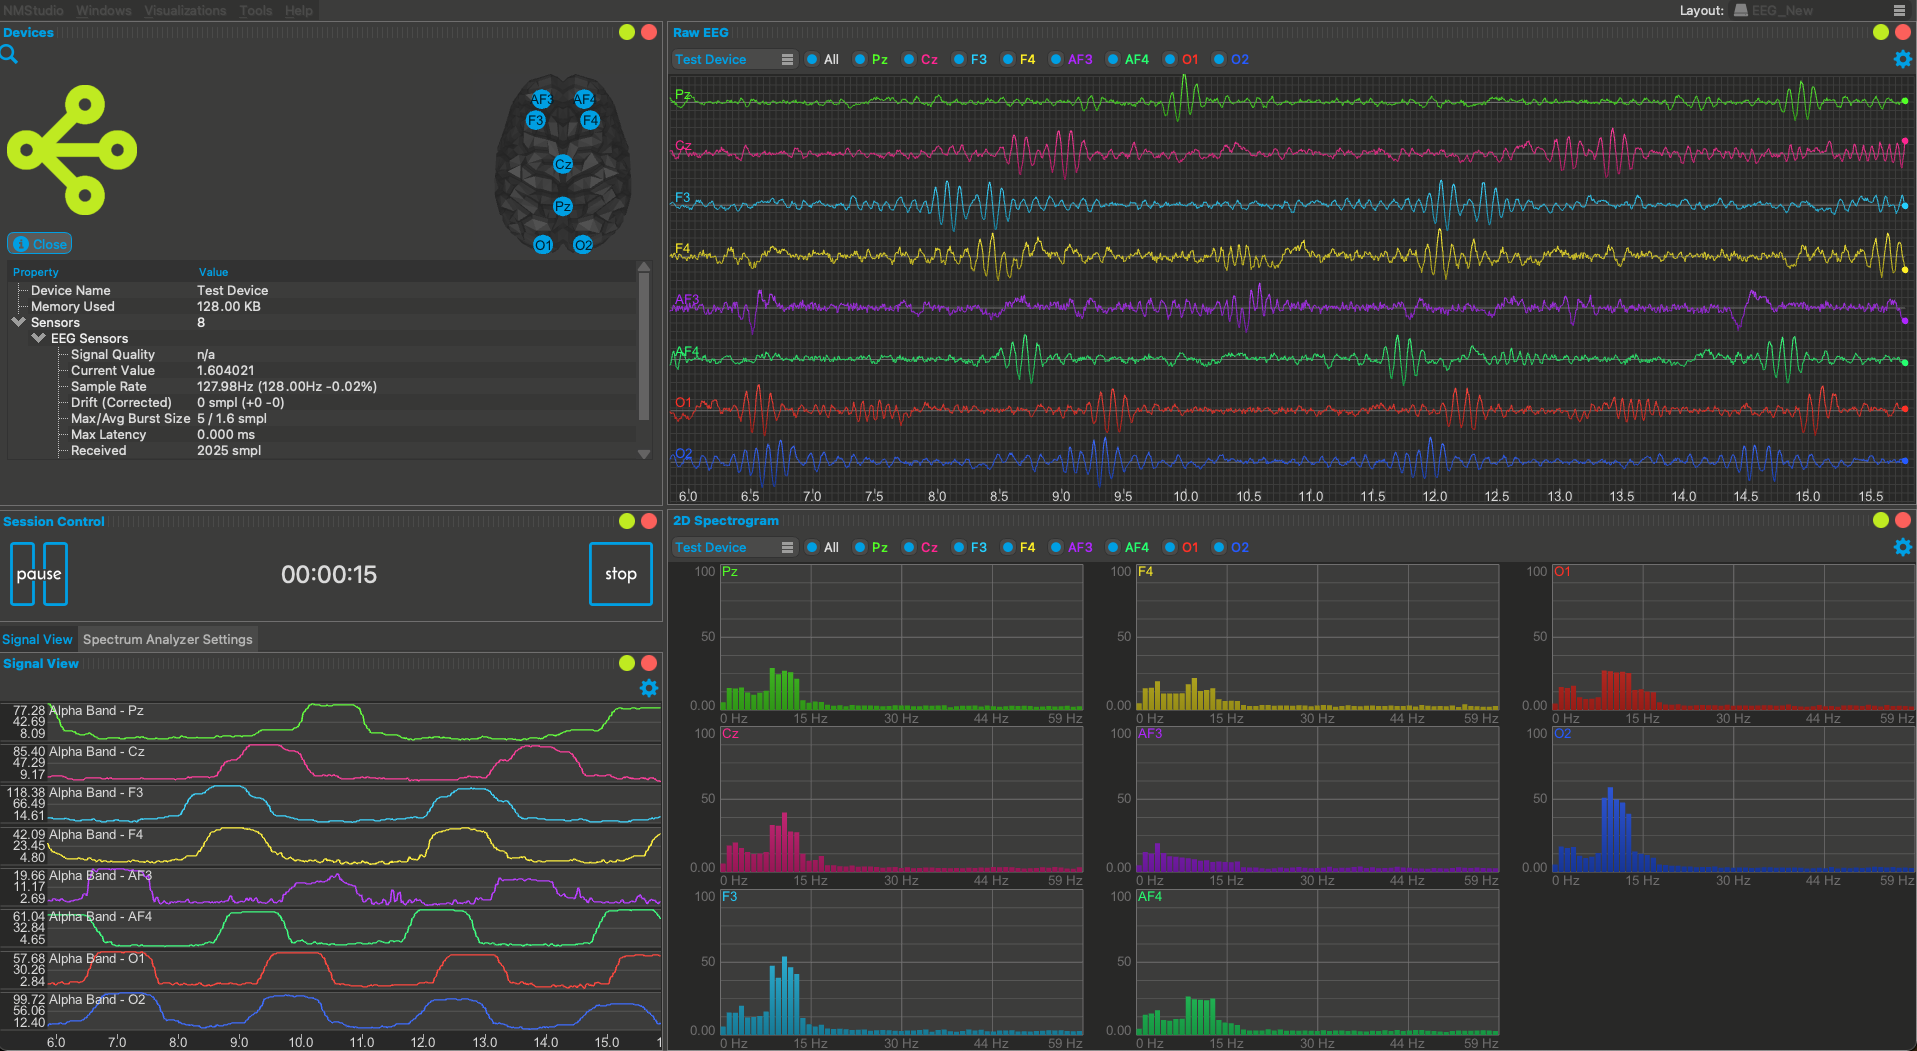 NMStudio Windows Visualizations Tools Help Layout: EEG_New
Devices
AF3 AF4
F3 F4
Cz
Pz
O1 O2
Close
Property Value
Device Name Test Device
Memory Used 128.00 KB
Sensors 8
EEG Sensors
Signal Quality n/a
Current Value 1.604021
Sample Rate 127.98Hz (128.00Hz -0.02%)
Drift (Corrected) 0 smpl (+0 -0)
Max/Avg Burst Size 5 / 1.6 smpl
Max Latency 0.000 ms
Received 2025 smpl
Session Control
pause 00:00:15 stop
Signal View Spectrum Analyzer Settings
Signal View
77.28 Alpha Band - Pz
42.69
8.09
85.40 Alpha Band - Cz
47.29
9.17
118.38 Alpha Band - F3
66.49
14.61
42.09 Alpha Band - F4
23.45
4.80
19.66 Alpha Band - AF3
11.17
2.69
61.04 Alpha Band - AF4
32.84
4.65
57.68 Alpha Band - O1
30.26
2.84
99.72 Alpha Band - O2
56.06
12.40
6.0 7.0 8.0 9.0 10.0 11.0 12.0 13.0 14.0 15.0 1
Raw EEG
Test Device All Pz Cz F3 F4 AF3 AF4 O1 O2
Pz
Cz
F3
F4
AF3
AF4
O1
O2
6.0 6.5 7.0 7.5 8.0 8.5 9.0 9.5 10.0 10.5 11.0 11.5 12.0 12.5 13.0 13.5 14.0 14.5 15.0 15.5
2D Spectrogram
Test Device All Pz Cz F3 F4 AF3 AF4 O1 O2
100 Pz 100 F4 100 O1
50 50 50
0.00 0.00 0.00
0 Hz 15 Hz 30 Hz 44 Hz 59 Hz 0 Hz 15 Hz 30 Hz 44 Hz 59 Hz 0 Hz 15 Hz 30 Hz 44 Hz 59 Hz
100 Cz 100 AF3 100 O2
50 50 50
0.00 0.00 0.00
0 Hz 15 Hz 30 Hz 44 Hz 59 Hz 0 Hz 15 Hz 30 Hz 44 Hz 59 Hz 0 Hz 15 Hz 30 Hz 44 Hz 59 Hz
100 F3 100 AF4
50 50
0.00 0.00
0 Hz 15 Hz 30 Hz 44 Hz 59 Hz 0 Hz 15 Hz 30 Hz 44 Hz 59 Hz